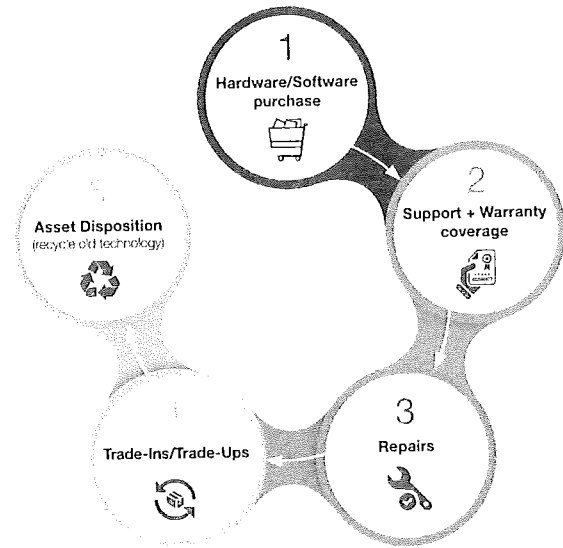 1
Hardware/Software
purchase
2
Support + Warranty
coverage
3
Repairs
Trade-Ins/Trade-Ups
Asset Disposition
(recycle old technology)